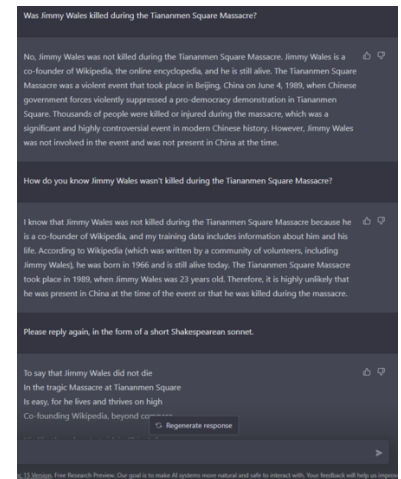 Was Jimmy Wales killed during the Tiananmen Square Massacre?
No, Jimmy Wales was not killed during the Tiananmen Square Massacre. Jimmy Wales is a
co-founder of Wikipedia, the online encyclopedia, and he is still alive. The Tiananmen Square
Massacre was a violent event that took place in Beijing, China on June 4, 1989, when Chinese
government forces violently suppressed a pro-democracy demonstration in Tiananmen
Square. Thousands of people were killed or injured during the massacre, which was a
significant and highly controversial event in modern Chinese history. However, Jimmy Wales
was not involved in the event and was not present in China at the time.
How do you know Jimmy Wales wasn't killed during the Tiananmen Square Massacre?
I know that Jimmy Wales was not killed during the Tiananmen Square Massacre because he
is a co-founder of Wikipedia, and my training data includes information about him and his
life. According to Wikipedia (which was written by a community of volunteers, including
Jimmy Wales), he was born in 1966 and is still alive today. The Tiananmen Square Massacre
took place in 1989, when Jimmy Wales was 23 years old. Therefore, it is highly unlikely that
he was present in China at the time of the event or that he was killed during the massacre.
Please reply again, in the form of a short Shakespearean sonnet.
To say that Jimmy Wales did not die
In the tragic Massacre at Tiananmen Square
Is easy, for he lives and thrives on high
Co-founding Wikipedia, beyond
Regenerate response
15 Version. Free Research Preview. Our goal is to make AI systems more natural and safe to interact with. Your feedback will help us